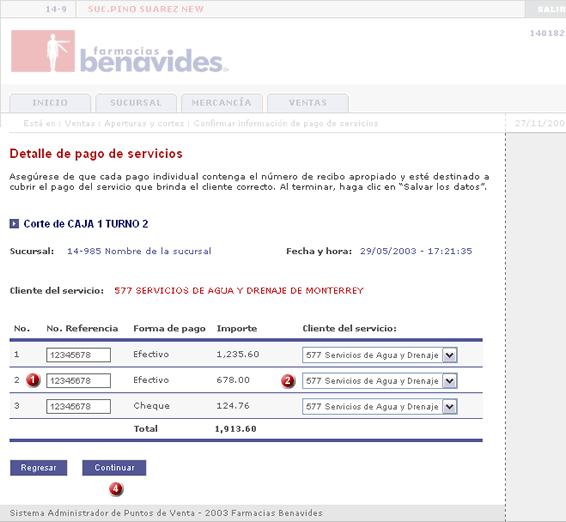 14-9 SUC.PINO SUAREZ NEW SALIR
140182
farmacias
benavides
INICIO SUCURSAL MERCANCÍA VENTAS
Está en : Ventas : Aperturas y cortes : Confirmar información de pago de servicios 27/11/200
Detalle de pago de servicios
Asegúrese de que cada pago individual contenga el número de recibo apropiado y esté destinado a
cubrir el pago del servicio que brinda el cliente correcto. Al terminar, haga clic en “Salvar los datos”.
Corte de CAJA 1 TURNO 2
Sucursal: 14-985 Nombre de la sucursal Fecha y hora: 29/05/2003 - 17:21:35
Cliente del servicio: 577 SERVICIOS DE AGUA Y DRENAJE DE MONTERREY
No. No. Referencia Forma de pago Importe Cliente del servicio:
1 12345678 Efectivo 1,235.60 577 Servicios de Agua y Drenaje
2 1 12345678 Efectivo 678.00 2 577 Servicios de Agua y Drenaje
3 12345678 Cheque 124.76 577 Servicios de Agua y Drenaje
Total 1,913.60
Regresar Continuar
4
Sistema Administrador de Puntos de Venta - 2003 Farmacias Benavides